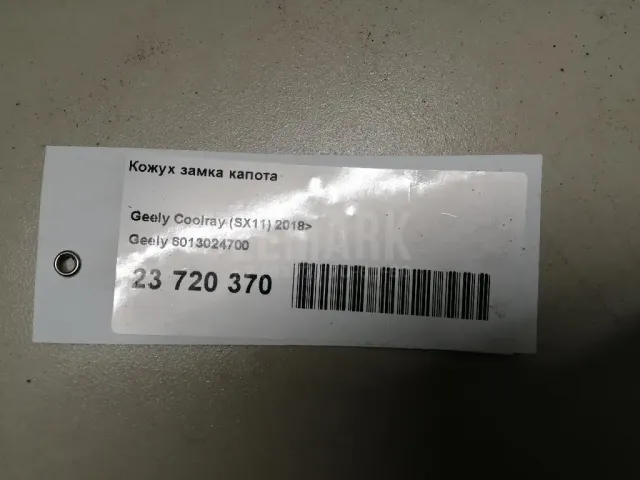 Кожух замка капота
Geely Coolray (SX11) 2018>
Geely 6013024700
23 720 370